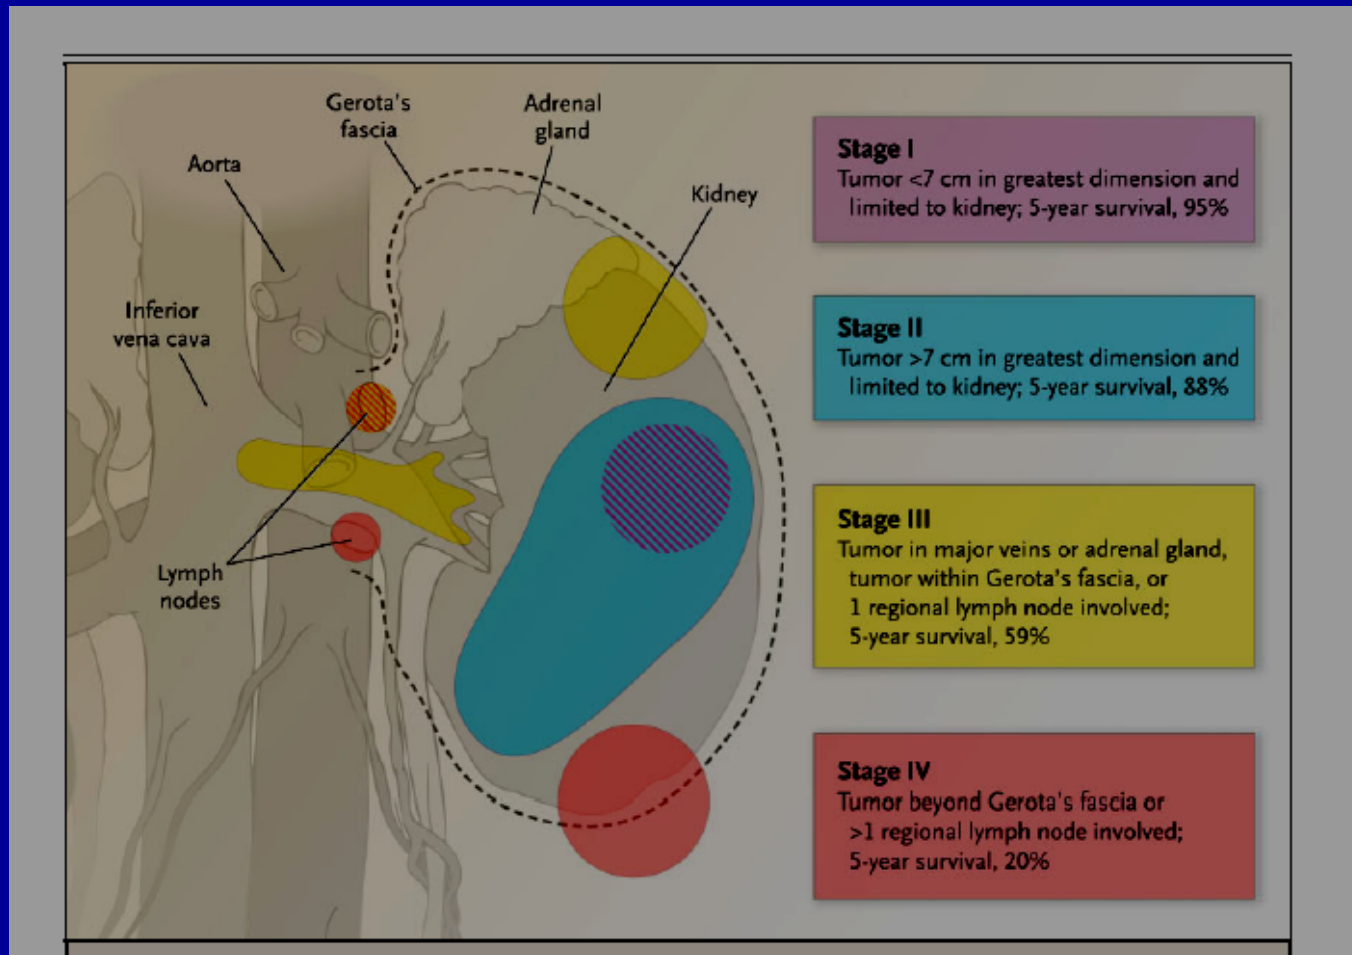 Gerota's
fascia
Adrenal
gland
Aorta
Kidney
Inferior
vena cava
Lymph
nodes
Stage I
Tumor <7 cm in greatest dimension and
limited to kidney; 5-year survival, 95%
Stage II
Tumor >7 cm in greatest dimension and
limited to kidney; 5-year survival, 88%
Stage III
Tumor in major veins or adrenal gland,
tumor within Gerota's fascia, or
1 regional lymph node involved;
5-year survival, 59%
Stage IV
Tumor beyond Gerota's fascia or
>1 regional lymph node involved;
5-year survival, 20%